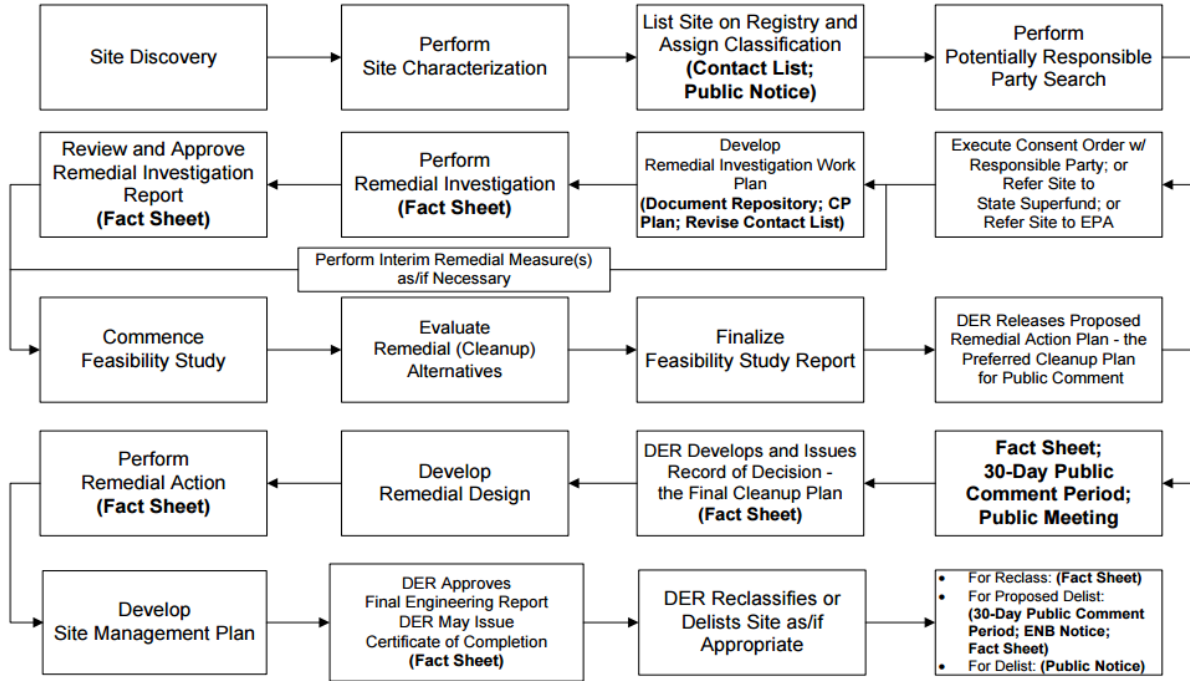 Site Discovery
Perform
Site Characterization
List Site on Registry and
Assign Classification
(Contact List;
Public Notice)
Perform
Potentially Responsible
Party Search
Review and Approve
Remedial Investigation
Report
(Fact Sheet)
Perform
Remedial Investigation
(Fact Sheet)
Develop
Remedial Investigation Work
Plan
(Document Repository; CP
Plan; Revise Contact List)
Execute Consent Order w/
Responsible Party; or
Refer Site to
State Superfund; or
Refer Site to EPA
Perform Interim Remedial Measure(s)
as/if Necessary
Commence
Feasibility Study
Evaluate
Remedial (Cleanup)
Alternatives
Finalize
Feasibility Study Report
DER Releases Proposed
Remedial Action Plan - the
Preferred Cleanup Plan
for Public Comment
Perform
Remedial Action
(Fact Sheet)
Develop
Remedial Design
DER Develops and Issues
Record of Decision -
the Final Cleanup Plan
(Fact Sheet)
Fact Sheet;
30-Day Public
Comment Period;
Public Meeting
Develop
Site Management Plan
DER Approves
Final Engineering Report
DER May Issue
Certificate of Completion
(Fact Sheet)
DER Reclassifies or
Delists Site as/if
Appropriate
• For Reclass: (Fact Sheet)
• For Proposed Delist:
(30-Day Public Comment
Period; ENB Notice;
Fact Sheet)
• For Delist: (Public Notice)